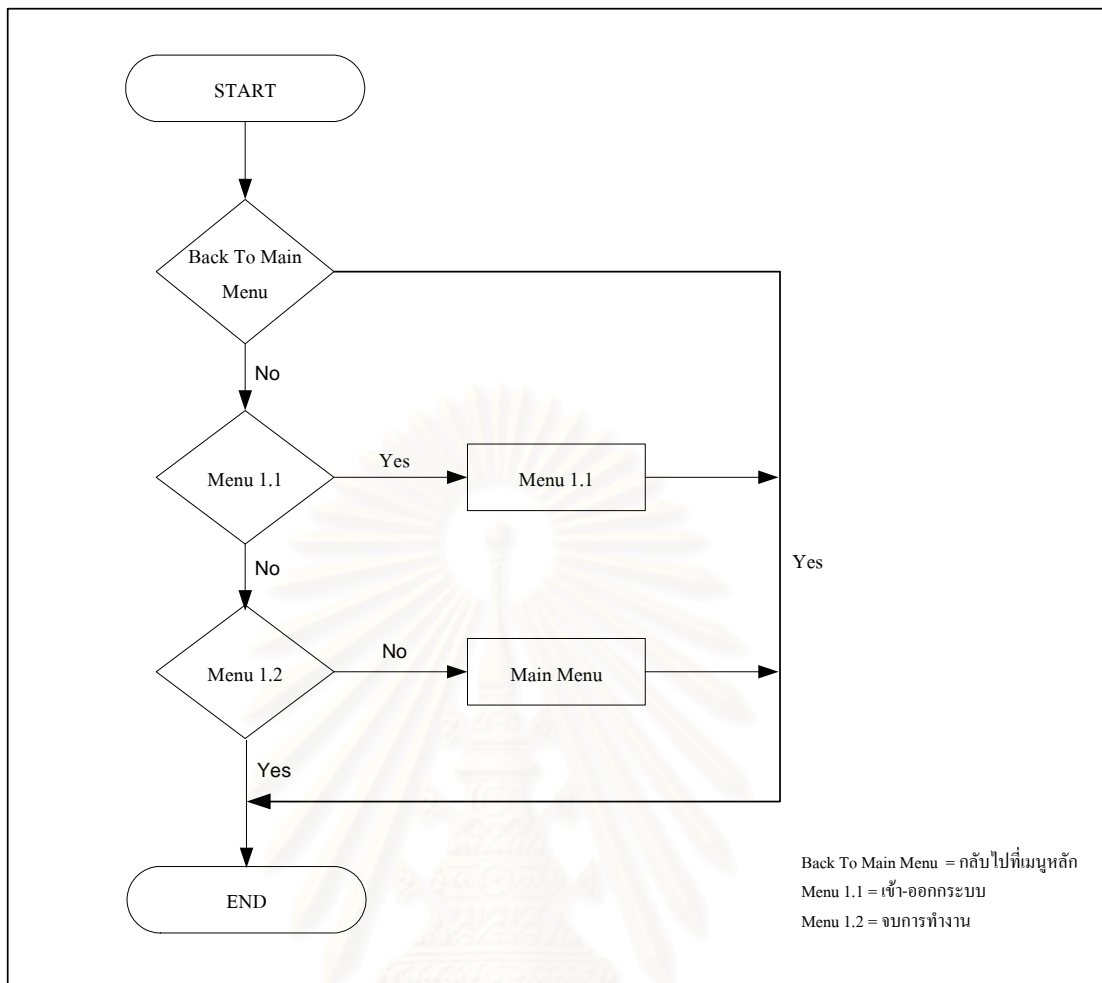 START
Back To Main
Menu
No
Menu 1.1
Yes
Menu 1.1
Yes
No
Menu 1.2
No
Main Menu
Yes
END
Back To Main Menu = กลับไปที่เมนูหลัก
Menu 1.1 = เข้า-ออกระบบ
Menu 1.2 = จบการทำงาน